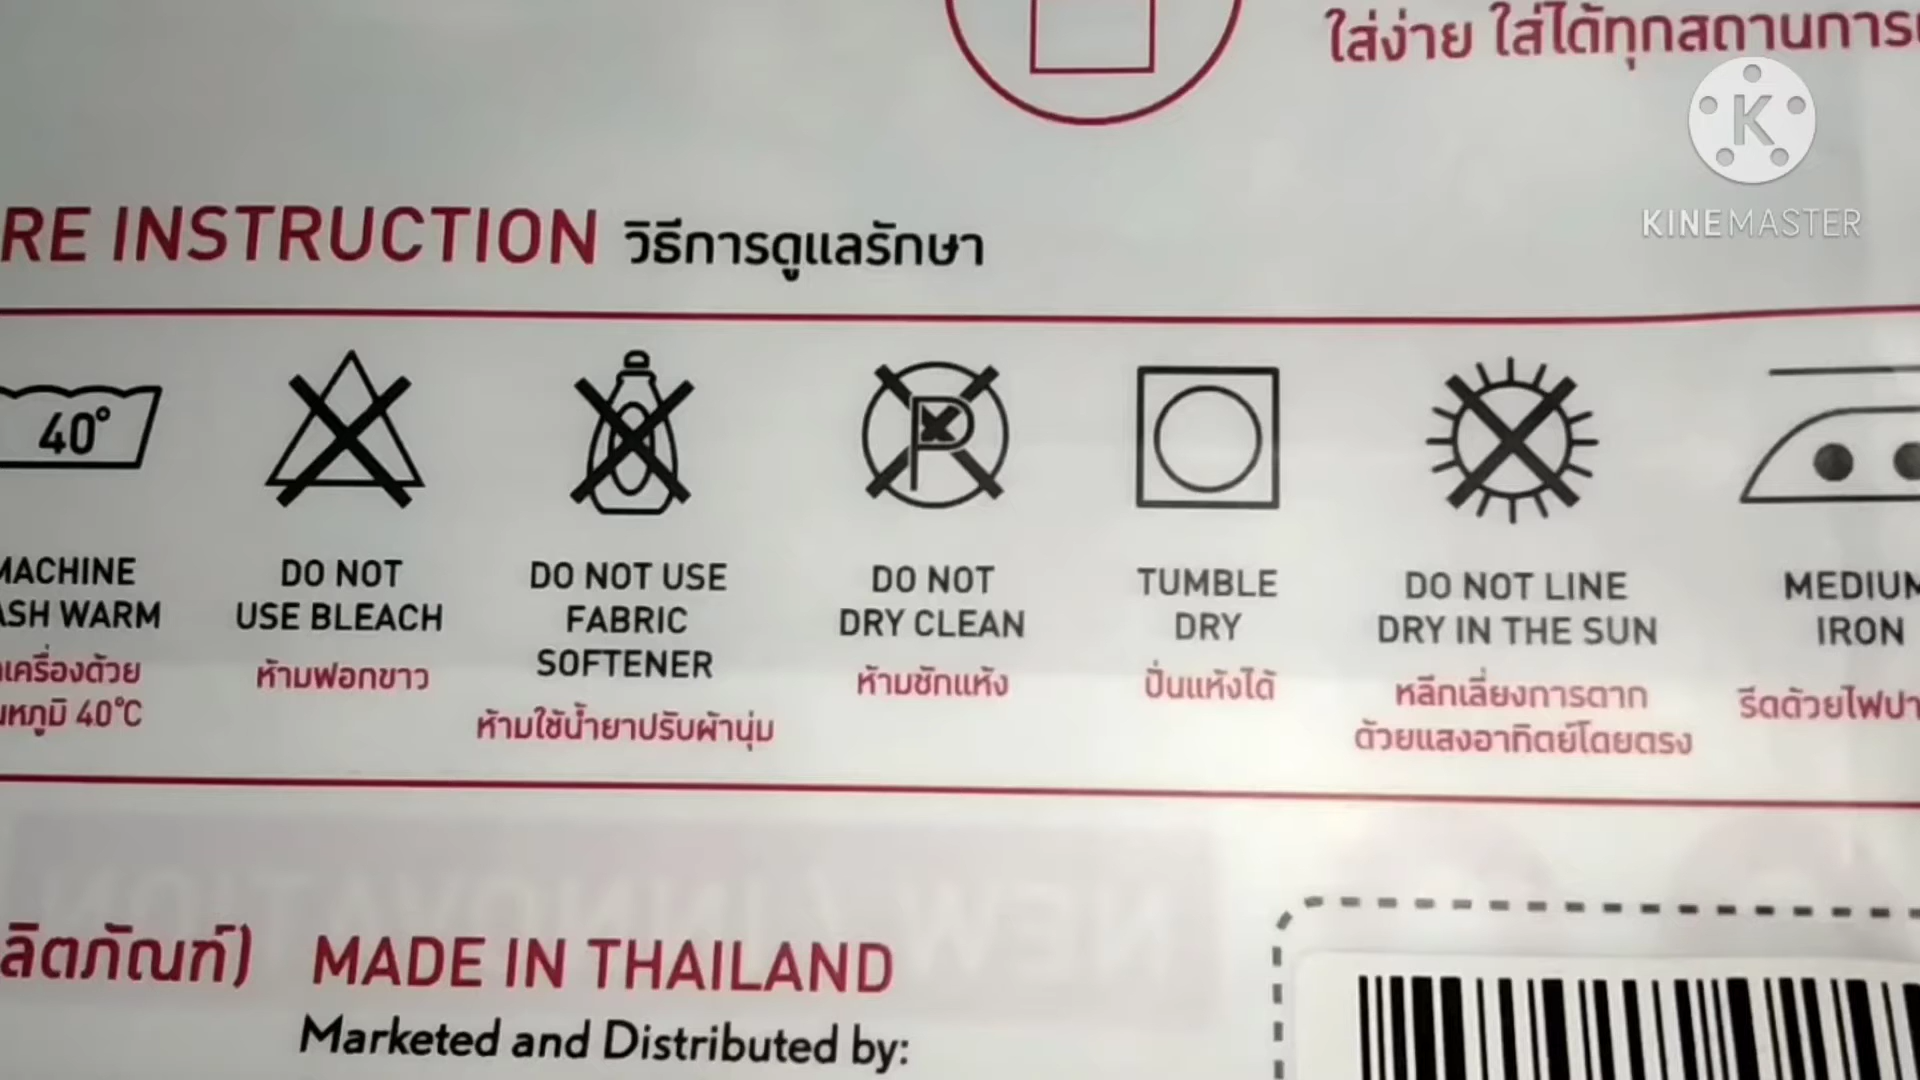 ใส่ง่าย ใส่ได้ทุกสถานการ
K
KINEMASTER
RE INSTRUCTION วิธีการดูแลรักษา
40°
P
MACHINE
ASH WARM
เครื่องด้วย
หภูมิ 40°C
DO NOT
USE BLEACH
ห้ามฟอกขาว
DO NOT USE
FABRIC
SOFTENER
ห้ามใช้น้ำยาปรับผ้านุ่ม
DO NOT
DRY CLEAN
ห้ามซักแห้ง
TUMBLE
DRY
ปั่นแห้งได้
DO NOT LINE
DRY IN THE SUN
หลีกเลี่ยงการตาก
ด้วยแสงอาทิตย์โดยตรง
MEDIUM
IRON
รีดด้วยไฟปา
NEW / INNOVATION
ลิตภัณฑ์) MADE IN THAILAND
Marketed and Distributed by: